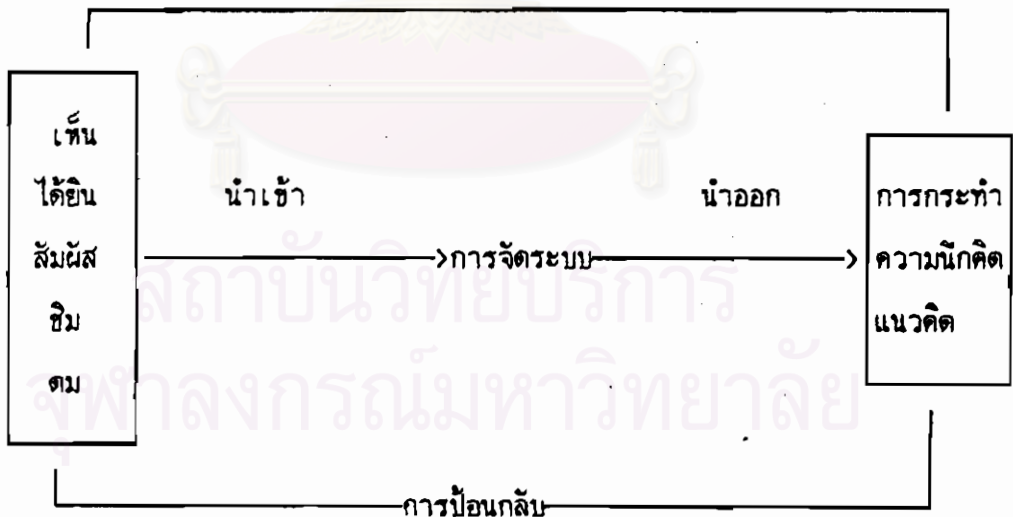 เห็น
ได้ยิน
สัมผัส
ชิม
ดม
นำเข้า
การจัดระบบ
นำออก
การกระทำ
ความนึกคิด
แนวคิด
การป้อนกลับ
สถาบันวิทยบริการ
จุฬาลงกรณ์มหาวิทยาลัย